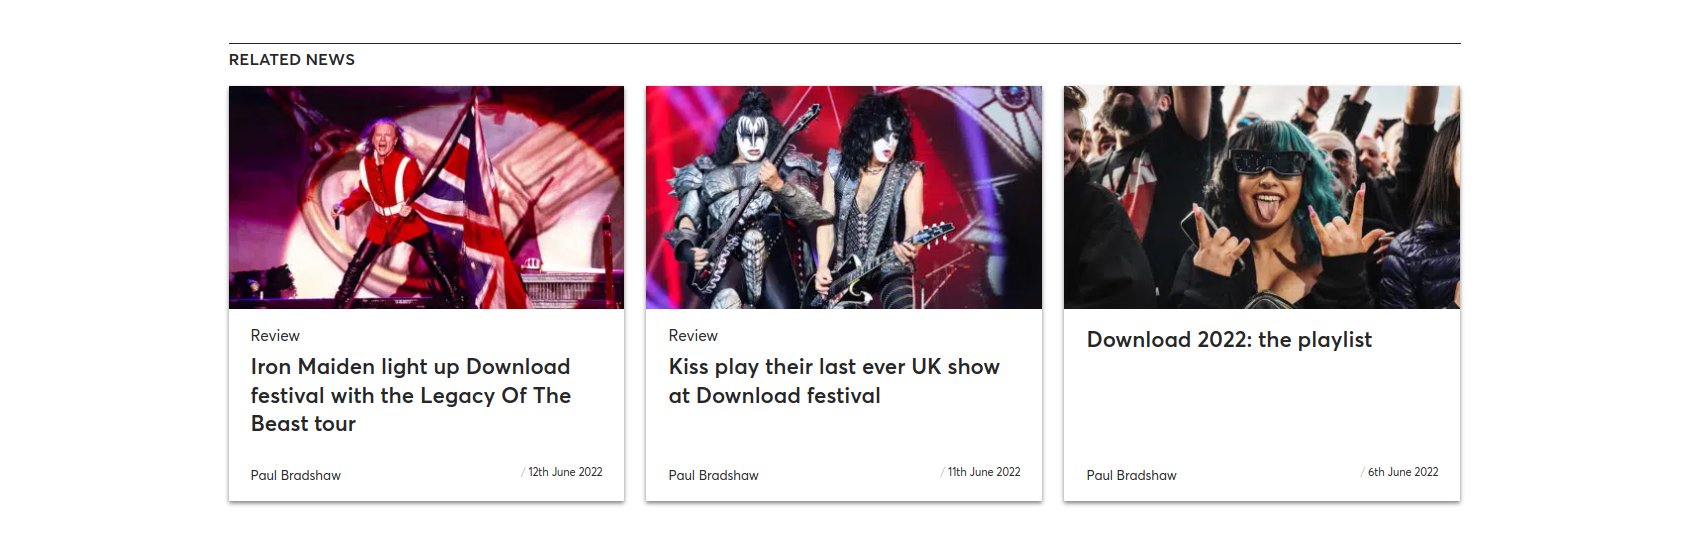 RELATED NEWS
Review
Iron Maiden light up Download
festival with the Legacy Of The
Beast tour
Paul Bradshaw
/ 12th June 2022
Review
Kiss play their last ever UK show
at Download festival
Paul Bradshaw
/ 11th June 2022
Download 2022: the playlist
Paul Bradshaw
/ 6th June 2022